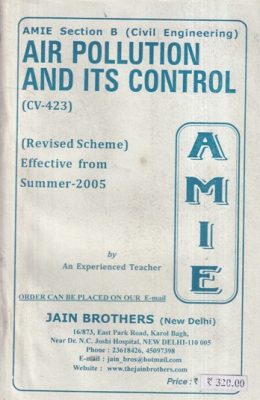 AMIE Section B (Civil Engineering)
AIR POLLUTION
AND ITS CONTROL
(CV-423)
(Revised Scheme)
Effective from
Summer-2005
A
M
I
E
by
An Experienced Teacher
ORDER CAN BE PLACED ON OUR E-mail
JAIN BROTHERS (New Delhi)
16/873, East Park Road, Karol Bagh,
Near Dr. N.C. Joshi Hospital, NEW DELHI-110 005
Phone : 23618426, 45097398
E-mail : jain_bros@hotmail.com
Website : www.thejainbrothers.com
Price : ₹ ₹ 320.00